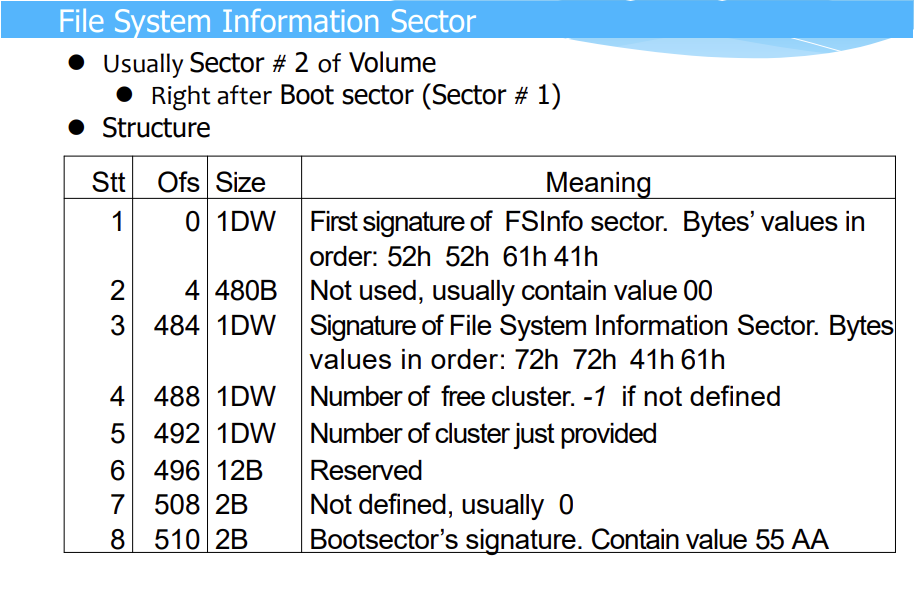 File System Information Sector
● Usually Sector # 2 of Volume
● Right after Boot sector (Sector # 1)
● Structure
Stt Ofs Size Meaning
1 0 1DW First signature of FSInfo sector. Bytes’ values in
order: 52h 52h 61h 41h
2 4 480B Not used, usually contain value 00
3 484 1DW Signature of File System Information Sector. Bytes
values in order: 72h 72h 41h 61h
4 488 1DW Number of free cluster. -1 if not defined
5 492 1DW Number of cluster just provided
6 496 12B Reserved
7 508 2B Not defined, usually 0
8 510 2B Bootsector’s signature. Contain value 55 AA